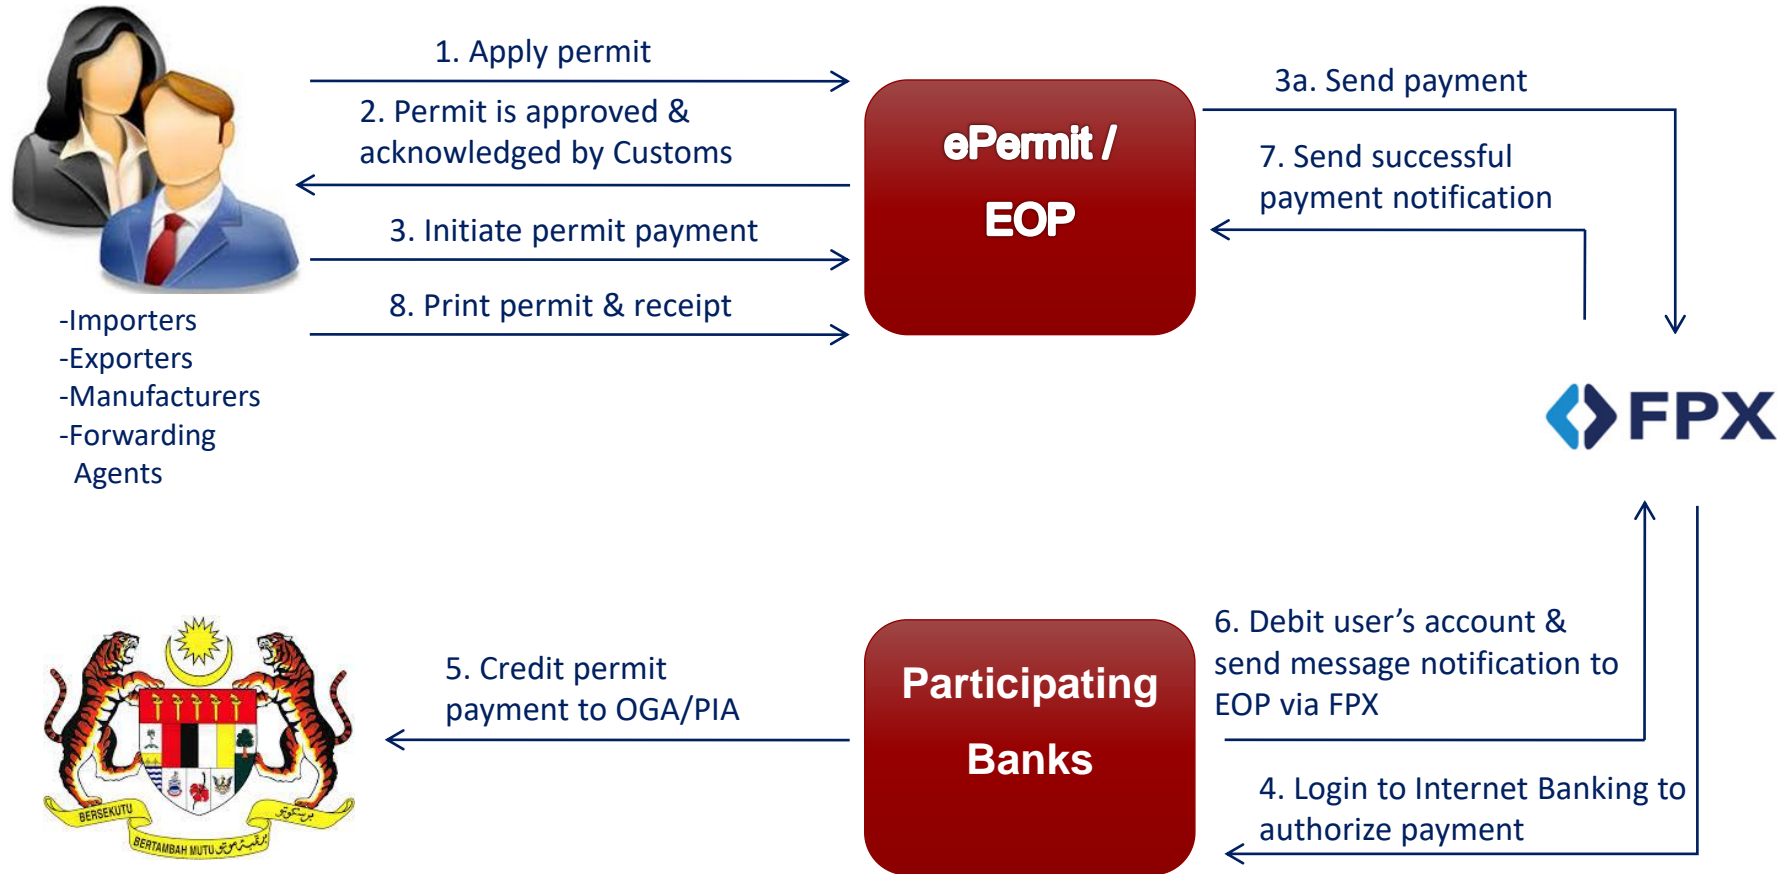 1. Apply permit
2. Permit is approved &
acknowledged by Customs
3. Initiate permit payment
8. Print permit & receipt
-Importers
-Exporters
-Manufacturers
-Forwarding
Agents
ePermit /
EOP
3a. Send payment
7. Send successful
payment notification
FPX
5. Credit permit
payment to OGA/PIA
Participating
Banks
6. Debit user’s account &
send message notification to
EOP via FPX
4. Login to Internet Banking to
authorize payment
BERSEKUTU
BERTAMBAH MUTU